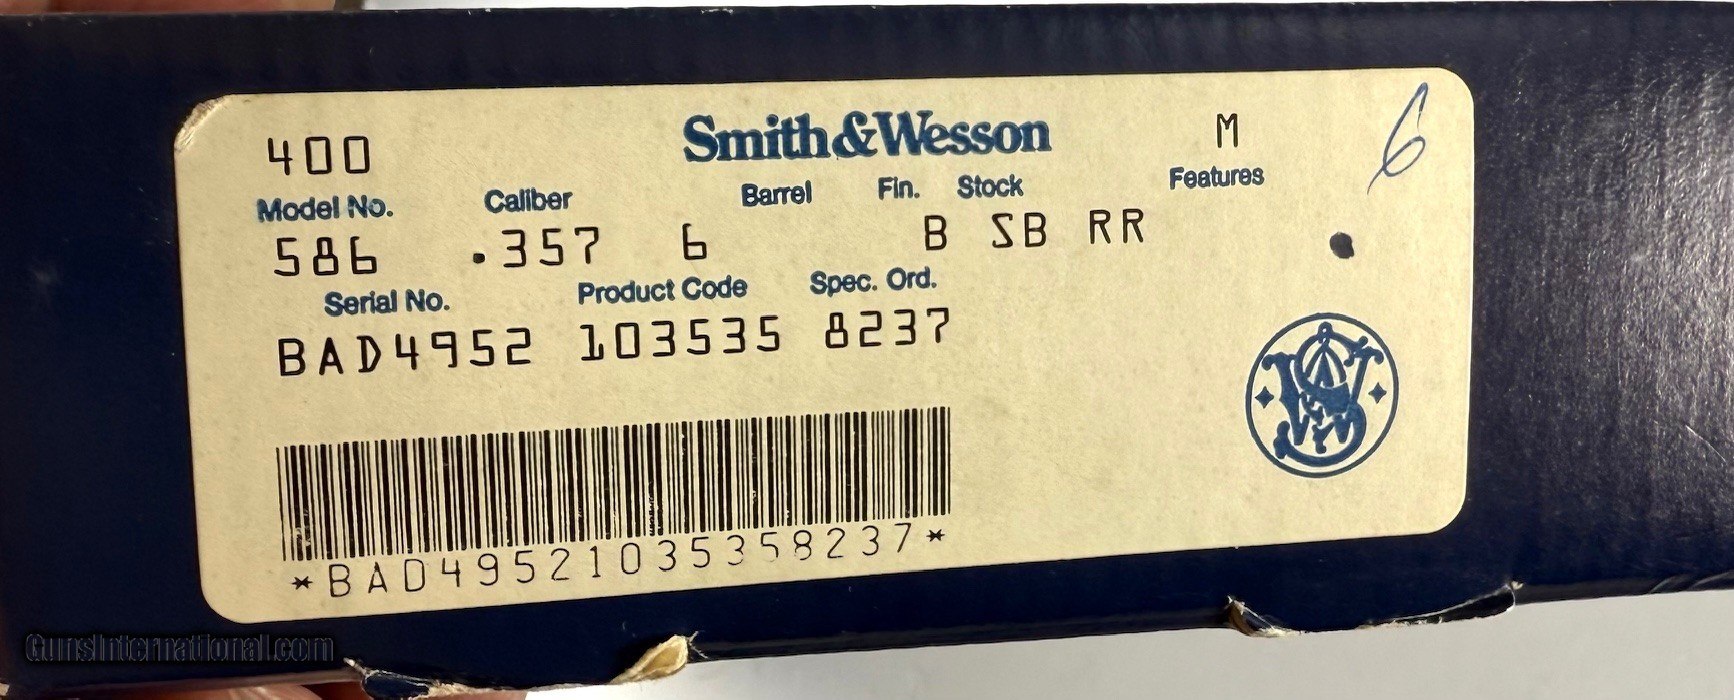 400 Smith&Wesson M 6
Model No. Caliber Barrel Fin. Stock Features
586 .357 6 B SB RR
Serial No. Product Code Spec. Ord.
BAD4952 103535 8237
SW
*BAD49521035358237*
GunsInternational.com